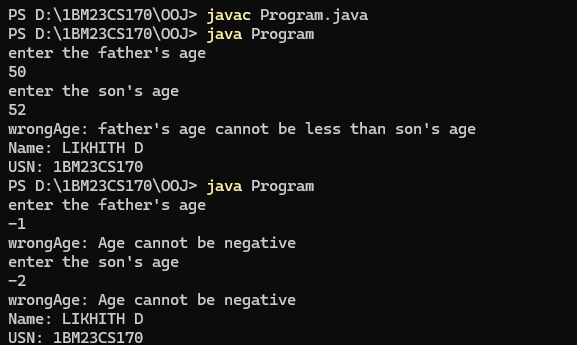 PS D:\1BM23CS170\OOJ> javac Program.java
PS D:\1BM23CS170\OOJ> java Program
enter the father's age
50
enter the son's age
52
wrongAge: father's age cannot be less than son's age
Name: LIKHITH D
USN: 1BM23CS170
PS D:\1BM23CS170\OOJ> java Program
enter the father's age
-1
wrongAge: Age cannot be negative
enter the son's age
-2
wrongAge: Age cannot be negative
Name: LIKHITH D
USN: 1BM23CS170